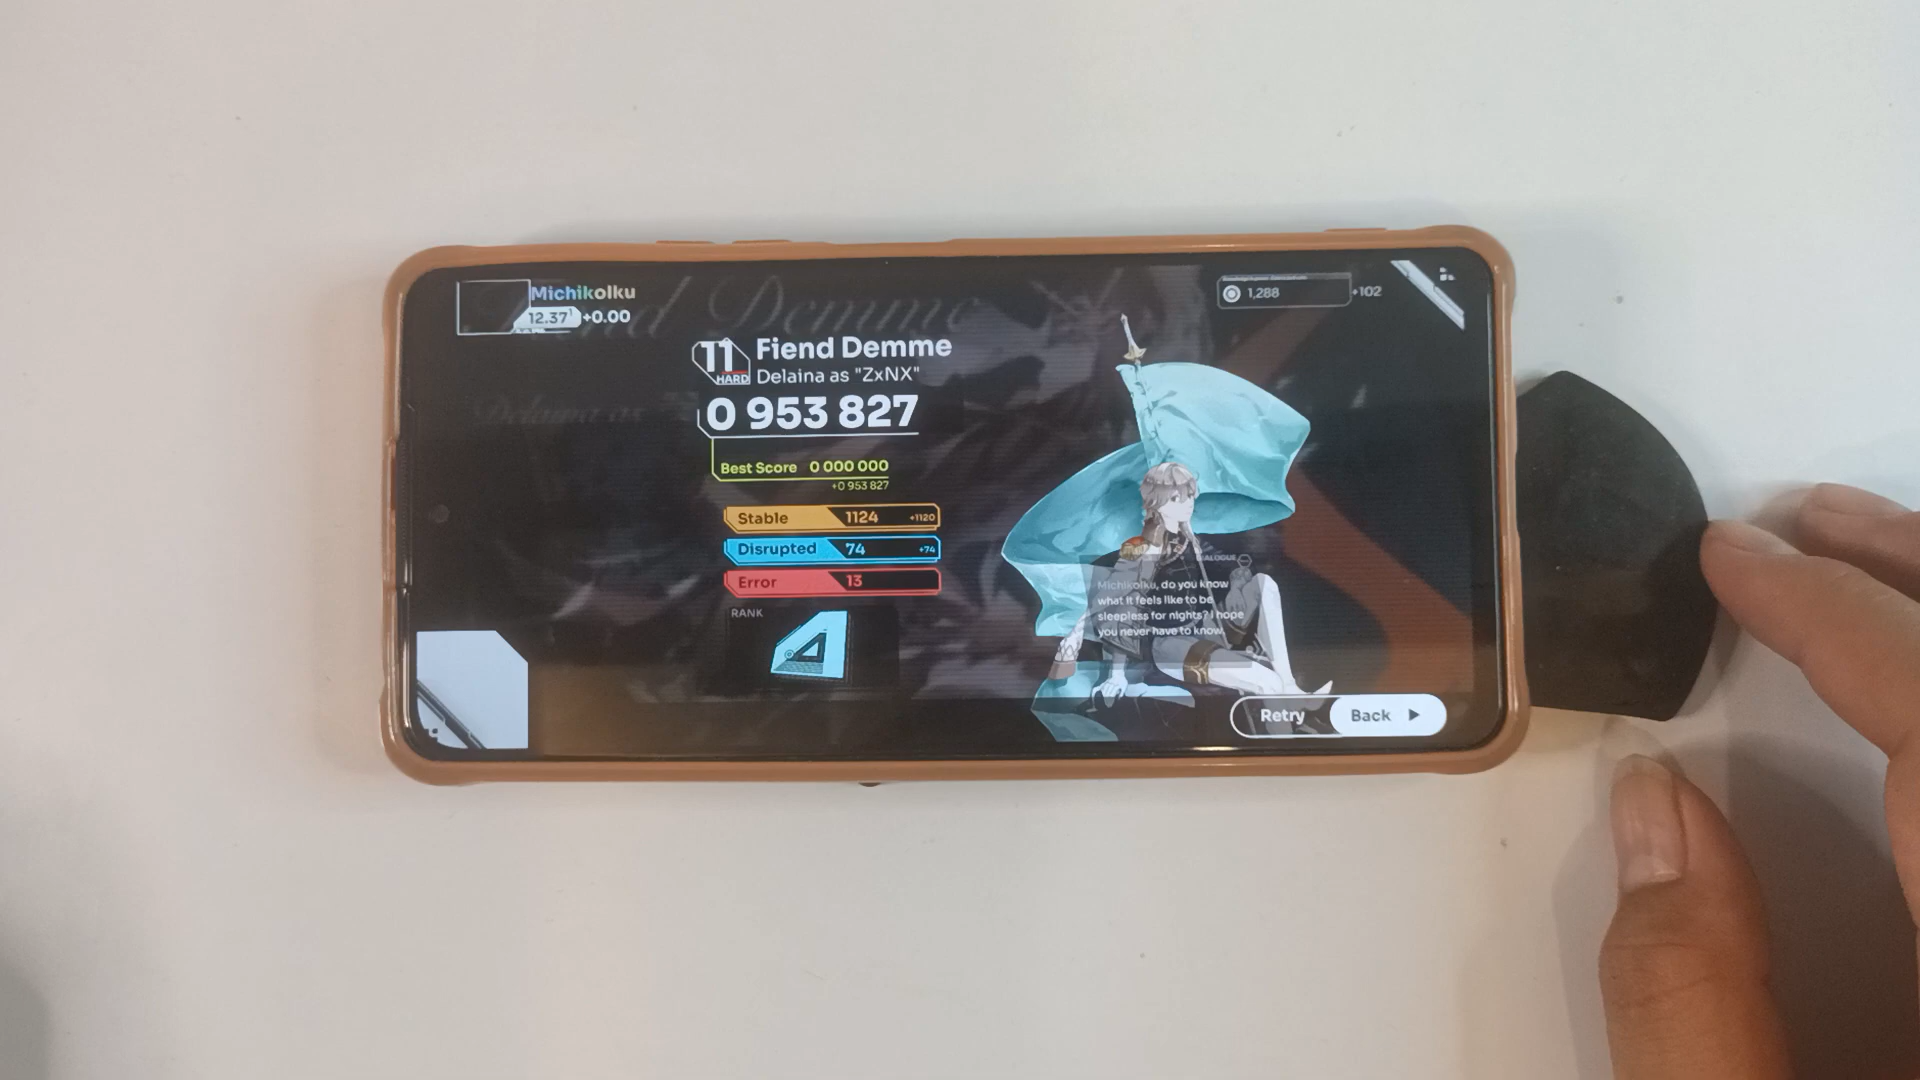 Michikolku
12.37¹ +0.00
1,288 +102
11
HARD
Fiend Demme
Delaina as "ZxNX"
0 953 827
Best Score 0 000 000
+0 953 827
Stable 1124 +1120
Disrupted 74 +74
Error 13
RANK
DIALOGUE
Michikolku, do you know
what it feels like to be
sleepless for nights? I hope
you never have to know.
Retry Back